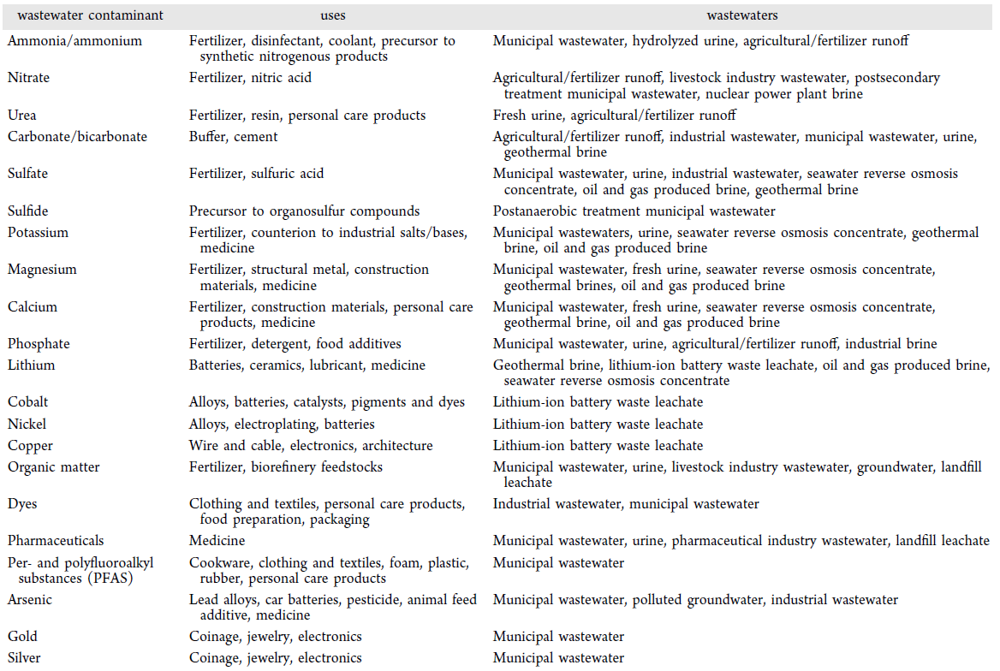 wastewater contaminant uses wastewaters
Ammonia/ammonium Fertilizer, disinfectant, coolant, precursor to Municipal wastewater, hydrolyzed urine, agricultural/fertilizer runoff
synthetic nitrogenous products
Nitrate Fertilizer, nitric acid Agricultural/fertilizer runoff, livestock industry wastewater, postsecondary
treatment municipal wastewater, nuclear power plant brine
Urea Fertilizer, resin, personal care products Fresh urine, agricultural/fertilizer runoff
Carbonate/bicarbonate Buffer, cement Agricultural/fertilizer runoff, industrial wastewater, municipal wastewater, urine,
geothermal brine
Sulfate Fertilizer, sulfuric acid Municipal wastewater, urine, industrial wastewater, seawater reverse osmosis
concentrate, oil and gas produced brine, geothermal brine
Sulfide Precursor to organosulfur compounds Postanaerobic treatment municipal wastewater
Potassium Fertilizer, counterion to industrial salts/bases, Municipal wastewaters, urine, seawater reverse osmosis concentrate, geothermal
medicine brine, oil and gas produced brine
Magnesium Fertilizer, structural metal, construction Municipal wastewater, fresh urine, seawater reverse osmosis concentrate,
materials, medicine geothermal brines, oil and gas produced brine
Calcium Fertilizer, construction materials, personal care Municipal wastewater, fresh urine, seawater reverse osmosis concentrate,
products, medicine geothermal brine, oil and gas produced brine
Phosphate Fertilizer, detergent, food additives Municipal wastewater, urine, agricultural/fertilizer runoff, industrial brine
Lithium Batteries, ceramics, lubricant, medicine Geothermal brine, lithium-ion battery waste leachate, oil and gas produced brine,
seawater reverse osmosis concentrate
Cobalt Alloys, batteries, catalysts, pigments and dyes Lithium-ion battery waste leachate
Nickel Alloys, electroplating, batteries Lithium-ion battery waste leachate
Copper Wire and cable, electronics, architecture Lithium-ion battery waste leachate
Organic matter Fertilizer, biorefinery feedstocks Municipal wastewater, urine, livestock industry wastewater, groundwater, landfill
leachate
Dyes Clothing and textiles, personal care products, Industrial wastewater, municipal wastewater
food preparation, packaging
Pharmaceuticals Medicine Municipal wastewater, urine, pharmaceutical industry wastewater, landfill leachate
Per- and polyfluoroalkyl Cookware, clothing and textiles, foam, plastic, Municipal wastewater
substances (PFAS) rubber, personal care products
Arsenic Lead alloys, car batteries, pesticide, animal feed Municipal wastewater, polluted groundwater, industrial wastewater
additive, medicine
Gold Coinage, jewelry, electronics Municipal wastewater
Silver Coinage, jewelry, electronics Municipal wastewater